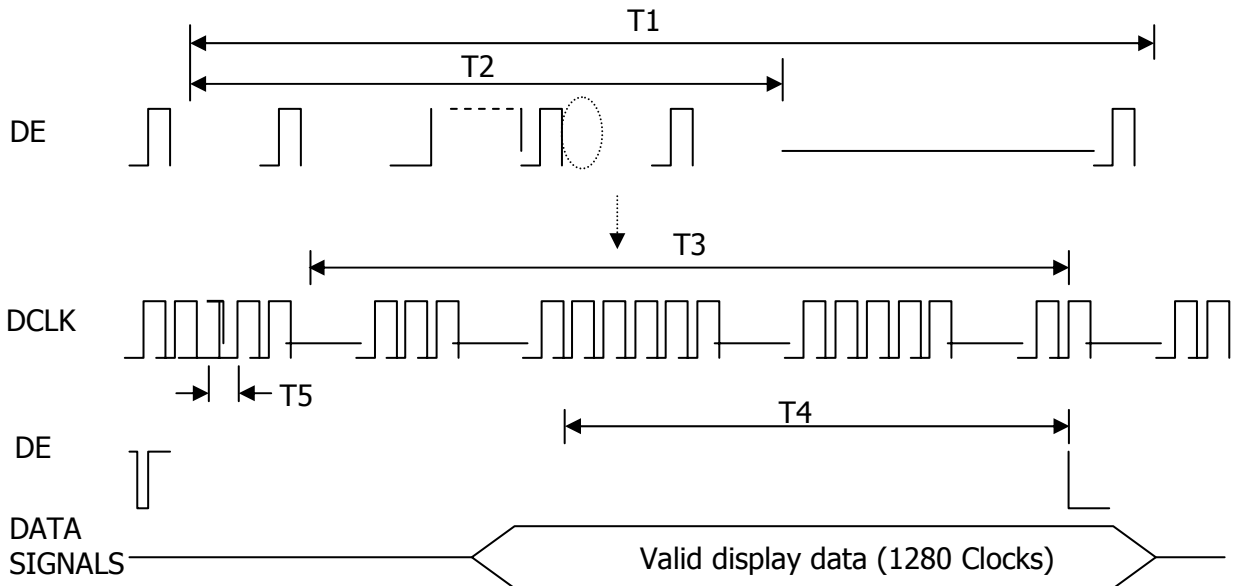 T1
T2
DE
T3
DCLK
T5
T4
DE
DATA
SIGNALS
Valid display data (1280 Clocks)